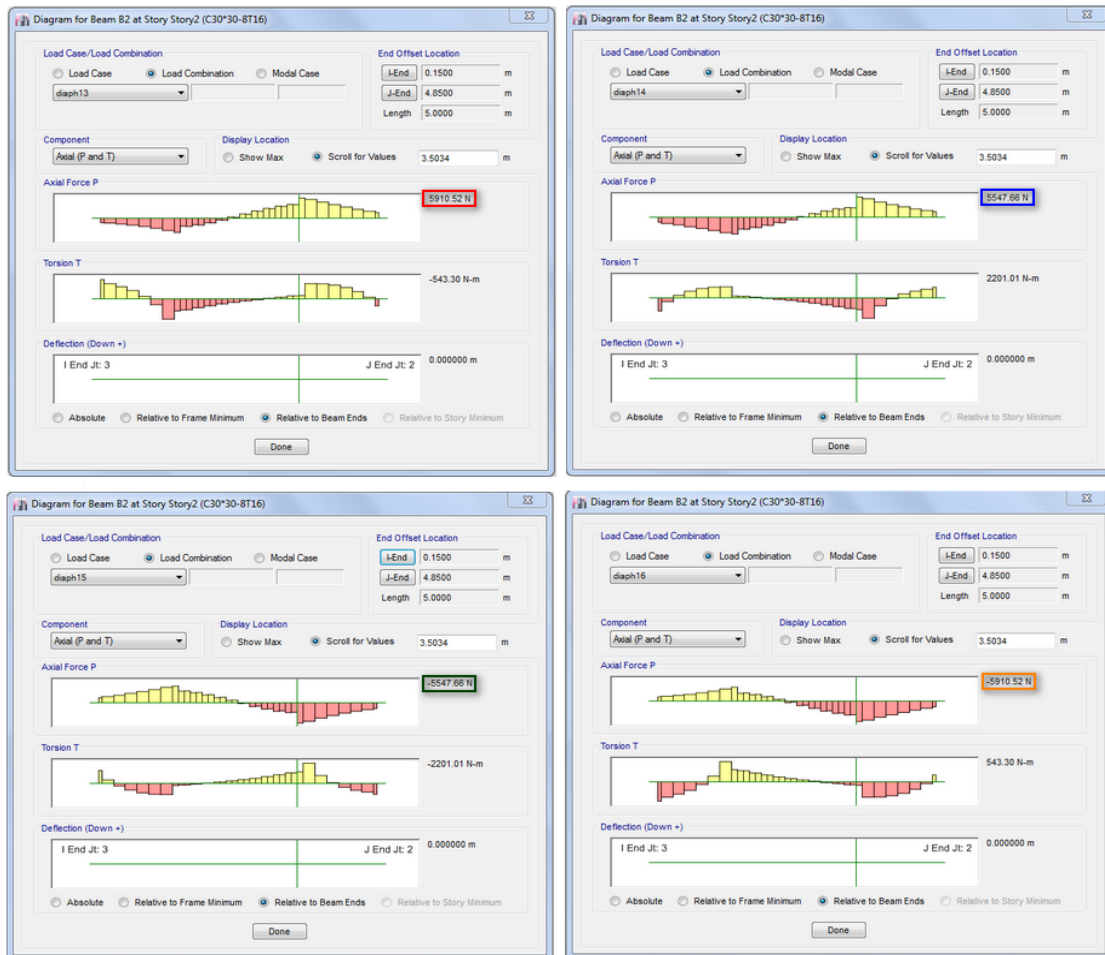 Diagram for Beam B2 at Story Story2 (C30*30-8T16)
Load Case/Load Combination
Load Case Load Combination Modal Case
diaph13
End Offset Location
I-End 0.1500 m
J-End 4.8500 m
Length 5.0000 m
Component
Axial (P and T)
Display Location
Show Max Scroll for Values 3.5034 m
Axial Force P
5910.52 N
Torsion T
-543.30 N-m
Deflection (Down +)
I End Jt: 3 J End Jt: 2
0.000000 m
Absolute Relative to Frame Minimum Relative to Beam Ends Relative to Story Minimum
Done
Diagram for Beam B2 at Story Story2 (C30*30-8T16)
Load Case/Load Combination
Load Case Load Combination Modal Case
diaph14
End Offset Location
I-End 0.1500 m
J-End 4.8500 m
Length 5.0000 m
Component
Axial (P and T)
Display Location
Show Max Scroll for Values 3.5034 m
Axial Force P
5547.66 N
Torsion T
2201.01 N-m
Deflection (Down +)
I End Jt: 3 J End Jt: 2
0.000000 m
Absolute Relative to Frame Minimum Relative to Beam Ends Relative to Story Minimum
Done
Diagram for Beam B2 at Story Story2 (C30*30-8T16)
Load Case/Load Combination
Load Case Load Combination Modal Case
diaph15
End Offset Location
I-End 0.1500 m
J-End 4.8500 m
Length 5.0000 m
Component
Axial (P and T)
Display Location
Show Max Scroll for Values 3.5034 m
Axial Force P
-5547.66 N
Torsion T
-2201.01 N-m
Deflection (Down +)
I End Jt: 3 J End Jt: 2
0.000000 m
Absolute Relative to Frame Minimum Relative to Beam Ends Relative to Story Minimum
Done
Diagram for Beam B2 at Story Story2 (C30*30-8T16)
Load Case/Load Combination
Load Case Load Combination Modal Case
diaph16
End Offset Location
I-End 0.1500 m
J-End 4.8500 m
Length 5.0000 m
Component
Axial (P and T)
Display Location
Show Max Scroll for Values 3.5034 m
Axial Force P
-5910.52 N
Torsion T
543.30 N-m
Deflection (Down +)
I End Jt: 3 J End Jt: 2
0.000000 m
Absolute Relative to Frame Minimum Relative to Beam Ends Relative to Story Minimum
Done